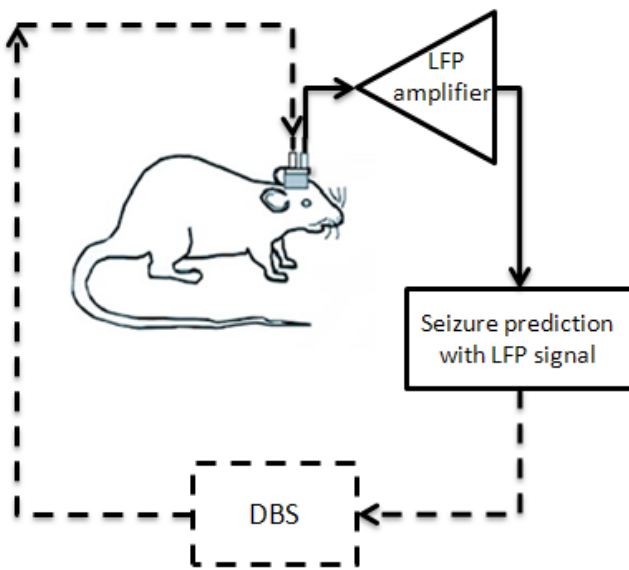 LFP
amplifier
Seizure prediction
with LFP signal
DBS